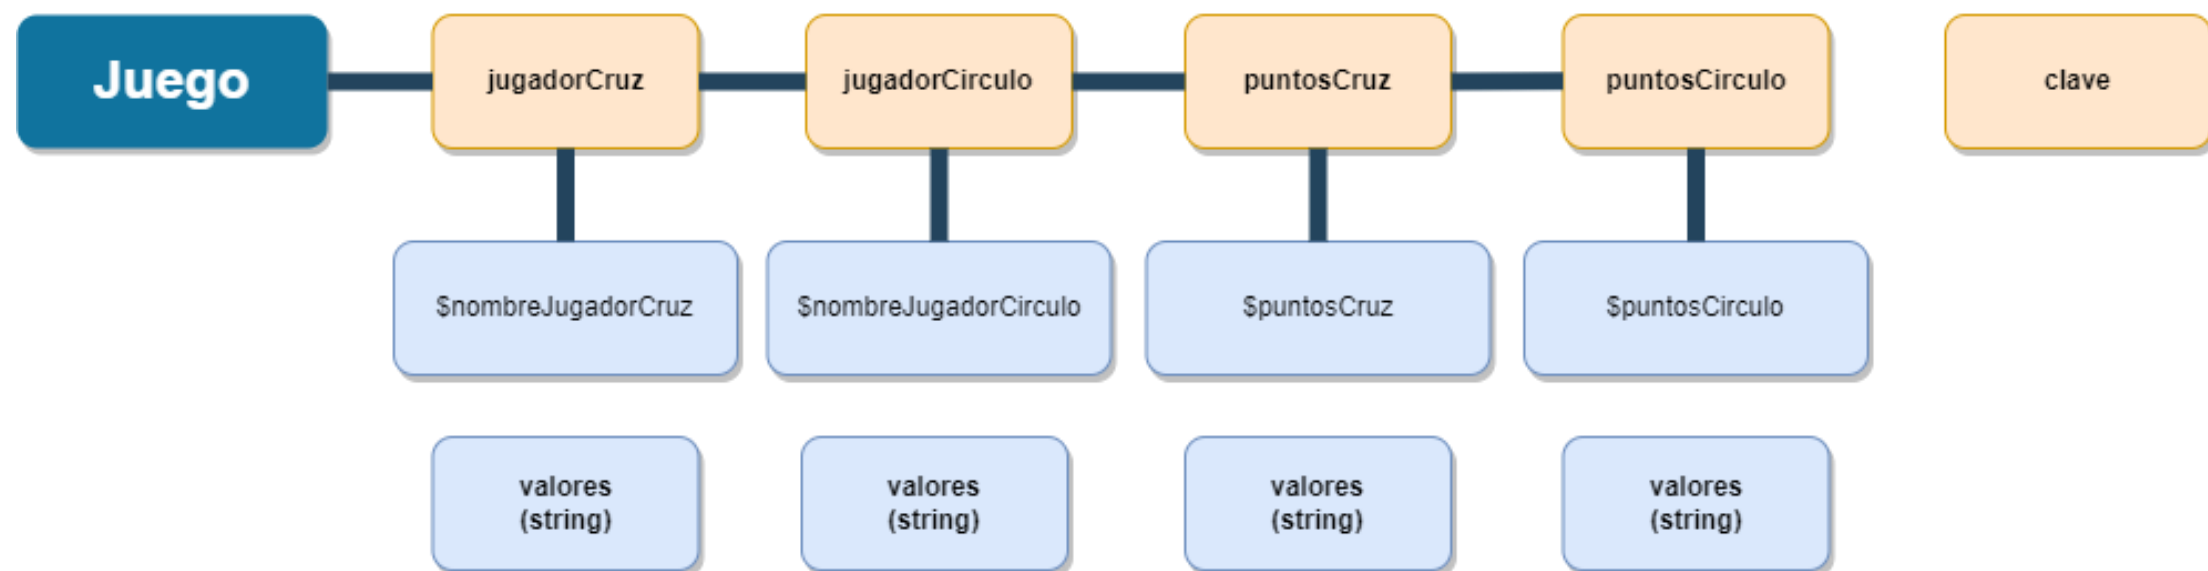 Juego
jugadorCruz
jugadorCirculo
puntosCruz
puntosCirculo
clave
$nombreJugadorCruz
$nombreJugadorCirculo
$puntosCruz
$puntosCirculo
valores
(string)
valores
(string)
valores
(string)
valores
(string)